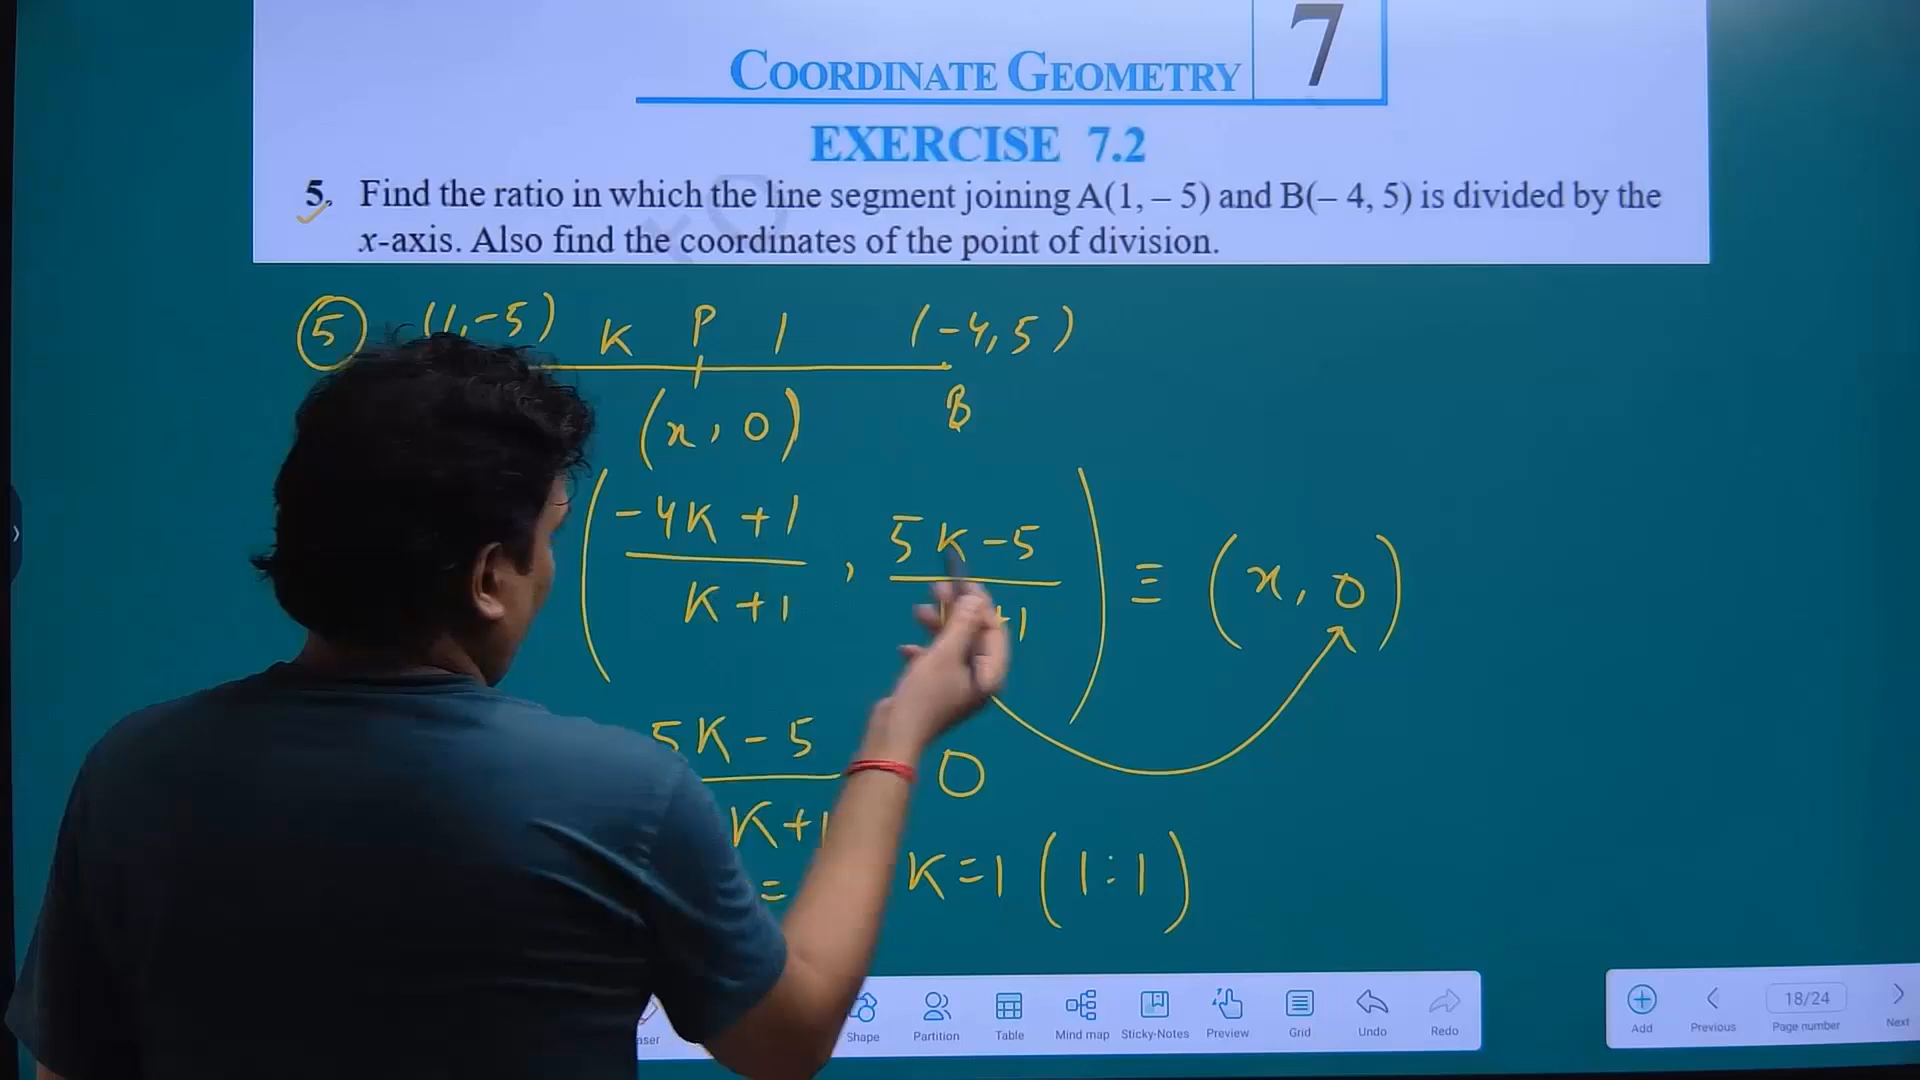 COORDINATE GEOMETRY 7
EXERCISE 7.2
5. Find the ratio in which the line segment joining A(1, – 5) and B(– 4, 5) is divided by the
x-axis. Also find the coordinates of the point of division.
5 (1,-5) K P 1 (-4,5)
(x, 0) B
( -4K+1 / K+1 , 5K-5 / +1 ) ≡ (x, 0)
5K-5 / K+1 0
= K=1 (1:1)
Shape Partition Table Mind map Sticky-Notes Preview Grid Undo Redo
Add Previous 18/24 Page number Next